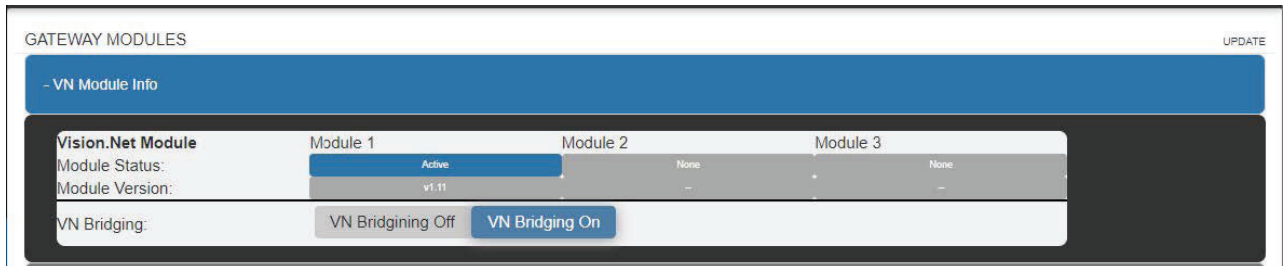 GATEWAY MODULES UPDATE
- VN Module Info
Vision.Net Module Module 1 Module 2 Module 3
Module Status: Active None None
Module Version: v1.11 – –
VN Bridging: VN Bridgining Off VN Bridging On